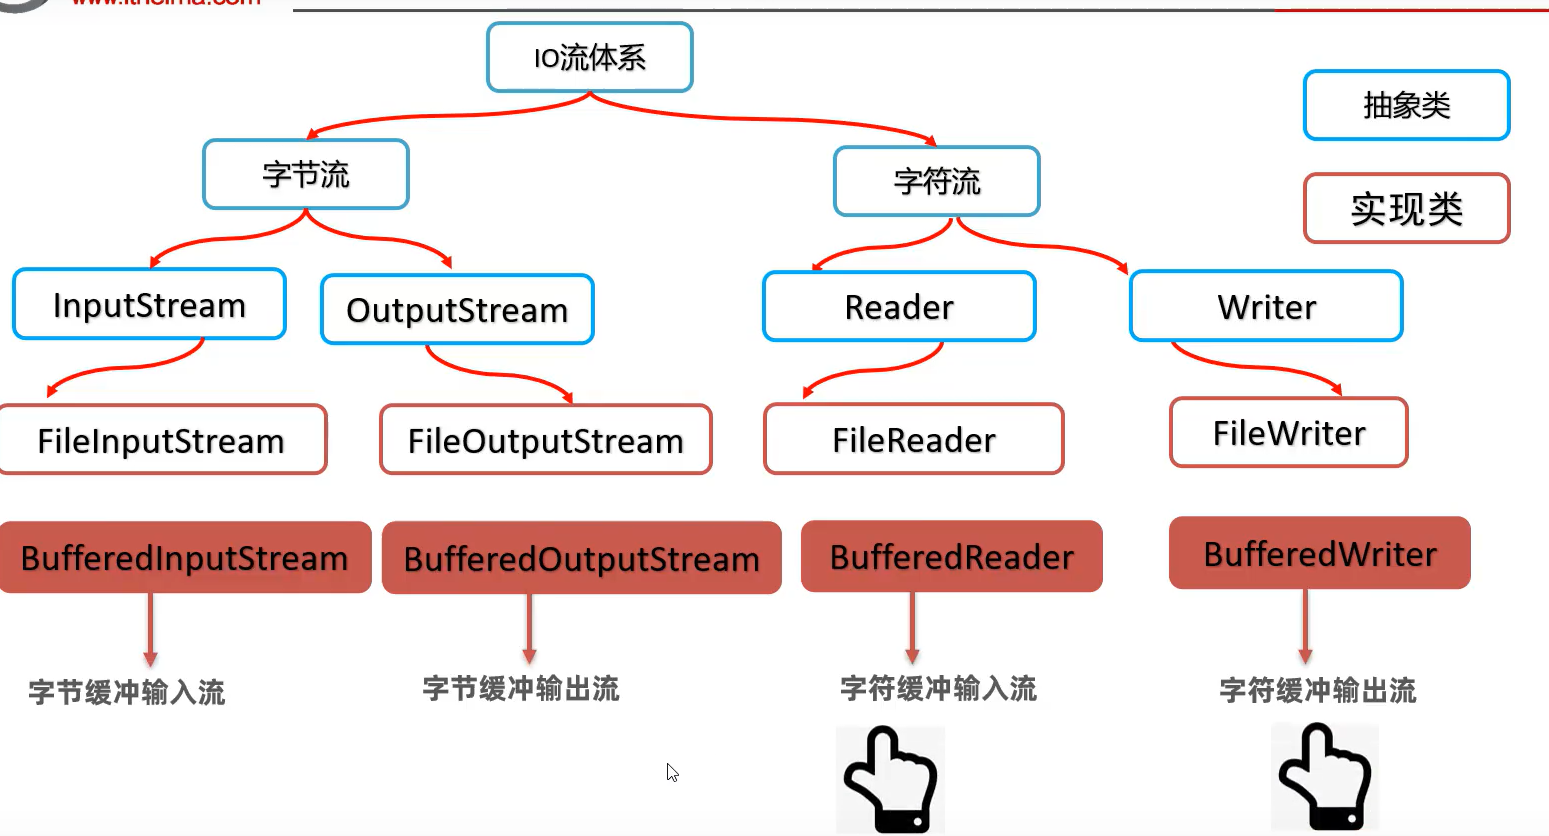 www.itheima.com
IO流体系
抽象类
字节流
字符流
实现类
InputStream
OutputStream
Reader
Writer
FileInputStream
FileOutputStream
FileReader
FileWriter
BufferedInputStream
BufferedOutputStream
BufferedReader
BufferedWriter
字节缓冲输入流
字节缓冲输出流
字符缓冲输入流
字符缓冲输出流